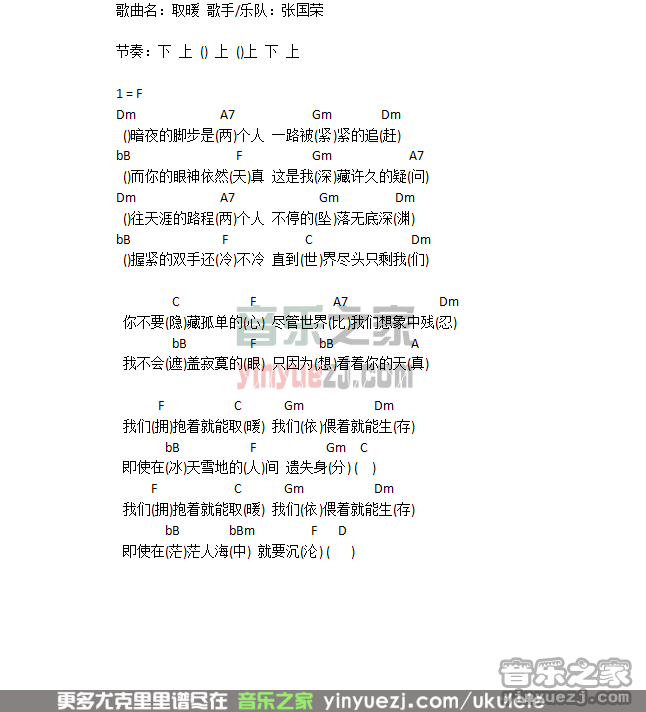 歌曲名：取暖 歌手/乐队：张国荣
节奏：下 上 () 上 ()上 下 上
1 = F
Dm A7 Gm Dm
()暗夜的脚步是(两)个人 一路被(紧)紧的追(赶)
bB F Gm A7
()而你的眼神依然(天)真 这是我(深)藏许久的疑(问)
Dm A7 Gm Dm
()往天涯的路程(两)个人 不停的(坠)落无底深(渊)
bB F C Dm
()握紧的双手还(冷)不冷 直到(世)界尽头只剩我(们)
C F A7 Dm
你不要(隐)藏孤单的(心) 尽管世界(比)我们想象中残(忍)
bB F bB A
我不会(遮)盖寂寞的(眼) 只因为(想)看着你的天(真)
音乐之家
yinyuezj.com
F C Gm Dm
我们(拥)抱着就能取(暖) 我们(依)偎着就能生(存)
bB F Gm C
即使在(冰)天雪地的(人)间 遗失身(分) ( )
F C Gm Dm
我们(拥)抱着就能取(暖) 我们(依)偎着就能生(存)
bB bBm F D
即使在(茫)茫人海(中) 就要沉(沦) ( )
音乐之家
yinyuezj.com
更多尤克里里谱尽在 音乐之家 yinyuezj.com/ukulele